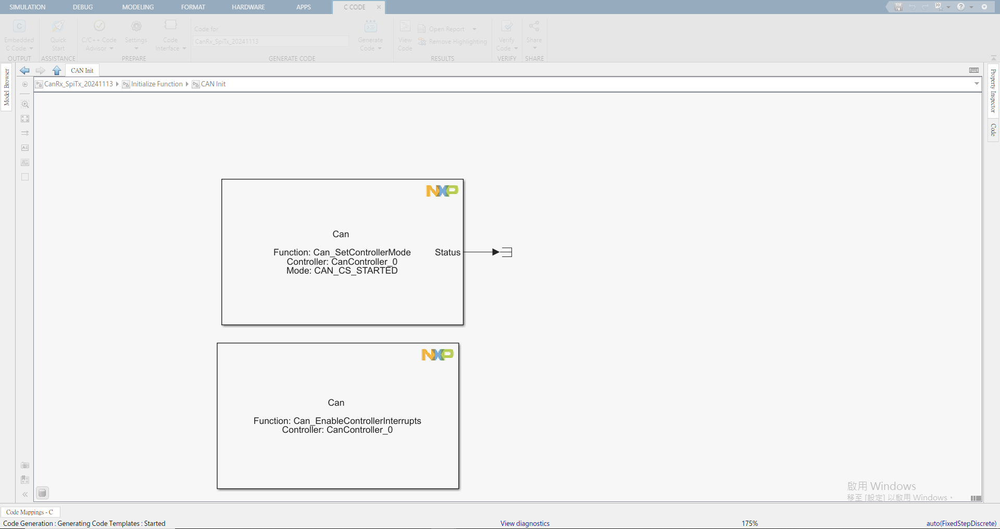 SIMULATION
DEBUG
MODELING
FORMAT
HARDWARE
APPS
C CODE
Embedded
C Code
OUTPUT
Quick
Start
ASSISTANCE
C/C++ Code
Advisor
Settings
Code
Interface
PREPARE
Code for
CanRx_SpiTx_20241113
Generate
Code
GENERATE CODE
View
Code
Open Report
Remove Highlighting
RESULTS
Verify
Code
VERIFY
Share
SHARE
Model Browser
CAN Init
CanRx_SpiTx_20241113
Initialize Function
CAN Init
Property Inspector
Code
NXP
Can
Function: Can_SetControllerMode
Controller: CanController_0
Mode: CAN_CS_STARTED
Status
NXP
Can
Function: Can_EnableControllerInterrupts
Controller: CanController_0
啟用 Windows
移至 [設定] 以啟用 Windows。
Code Mappings - C
Code Generation : Generating Code Templates : Started
View diagnostics
175%
auto(FixedStepDiscrete)